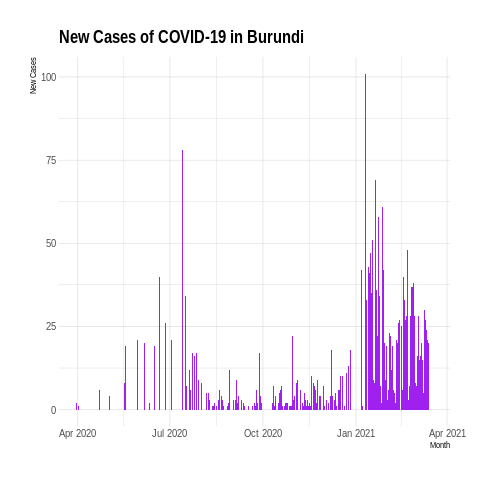 New Cases of COVID-19 in Burundi
New Cases
100
75
50
25
0
Apr 2020 Jul 2020 Oct 2020 Jan 2021 Apr 2021
Month